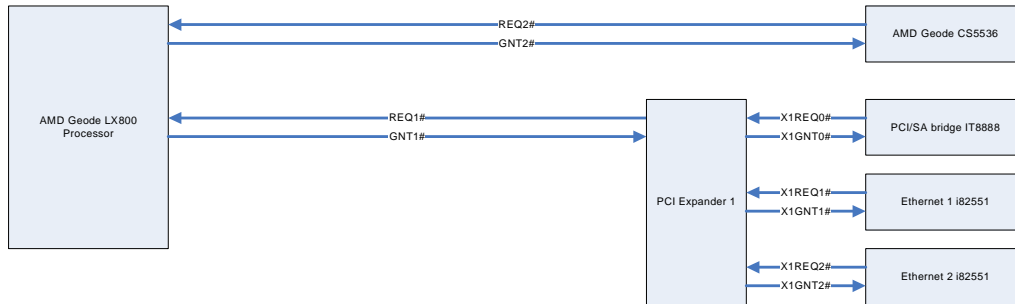 REQ2#
GNT2#
AMD Geode CS5536
AMD Geode LX800
Processor
REQ1#
GNT1#
PCI Expander 1
X1REQ0#
X1GNT0#
PCI/SA bridge IT8888
X1REQ1#
X1GNT1#
Ethernet 1 i82551
X1REQ2#
X1GNT2#
Ethernet 2 i82551